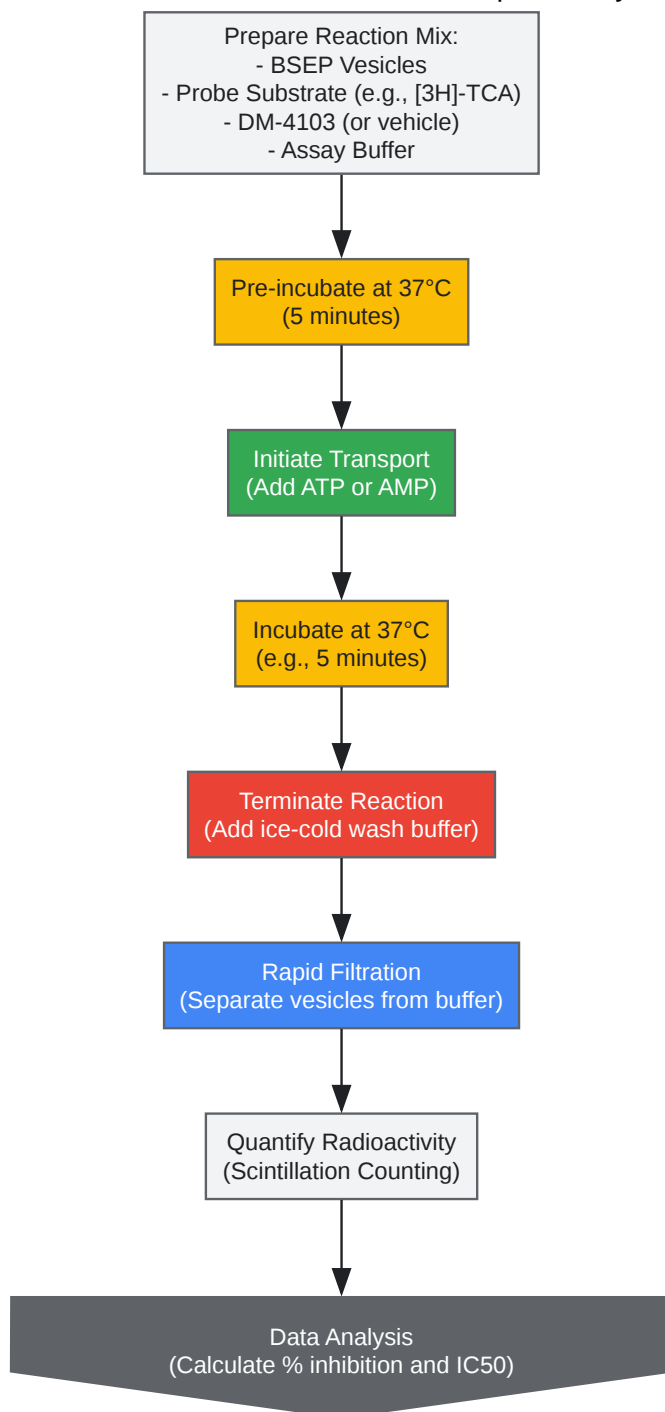 Prepare Reaction Mix:
- BSEP Vesicles
- Probe Substrate (e.g., [3H]-TCA)
- DM-4103 (or vehicle)
- Assay Buffer
Pre-incubate at 37°C
(5 minutes)
Initiate Transport
(Add ATP or AMP)
Incubate at 37°C
(e.g., 5 minutes)
Terminate Reaction
(Add ice-cold wash buffer)
Rapid Filtration
(Separate vesicles from buffer)
Quantify Radioactivity
(Scintillation Counting)
Data Analysis
(Calculate % inhibition and IC50)